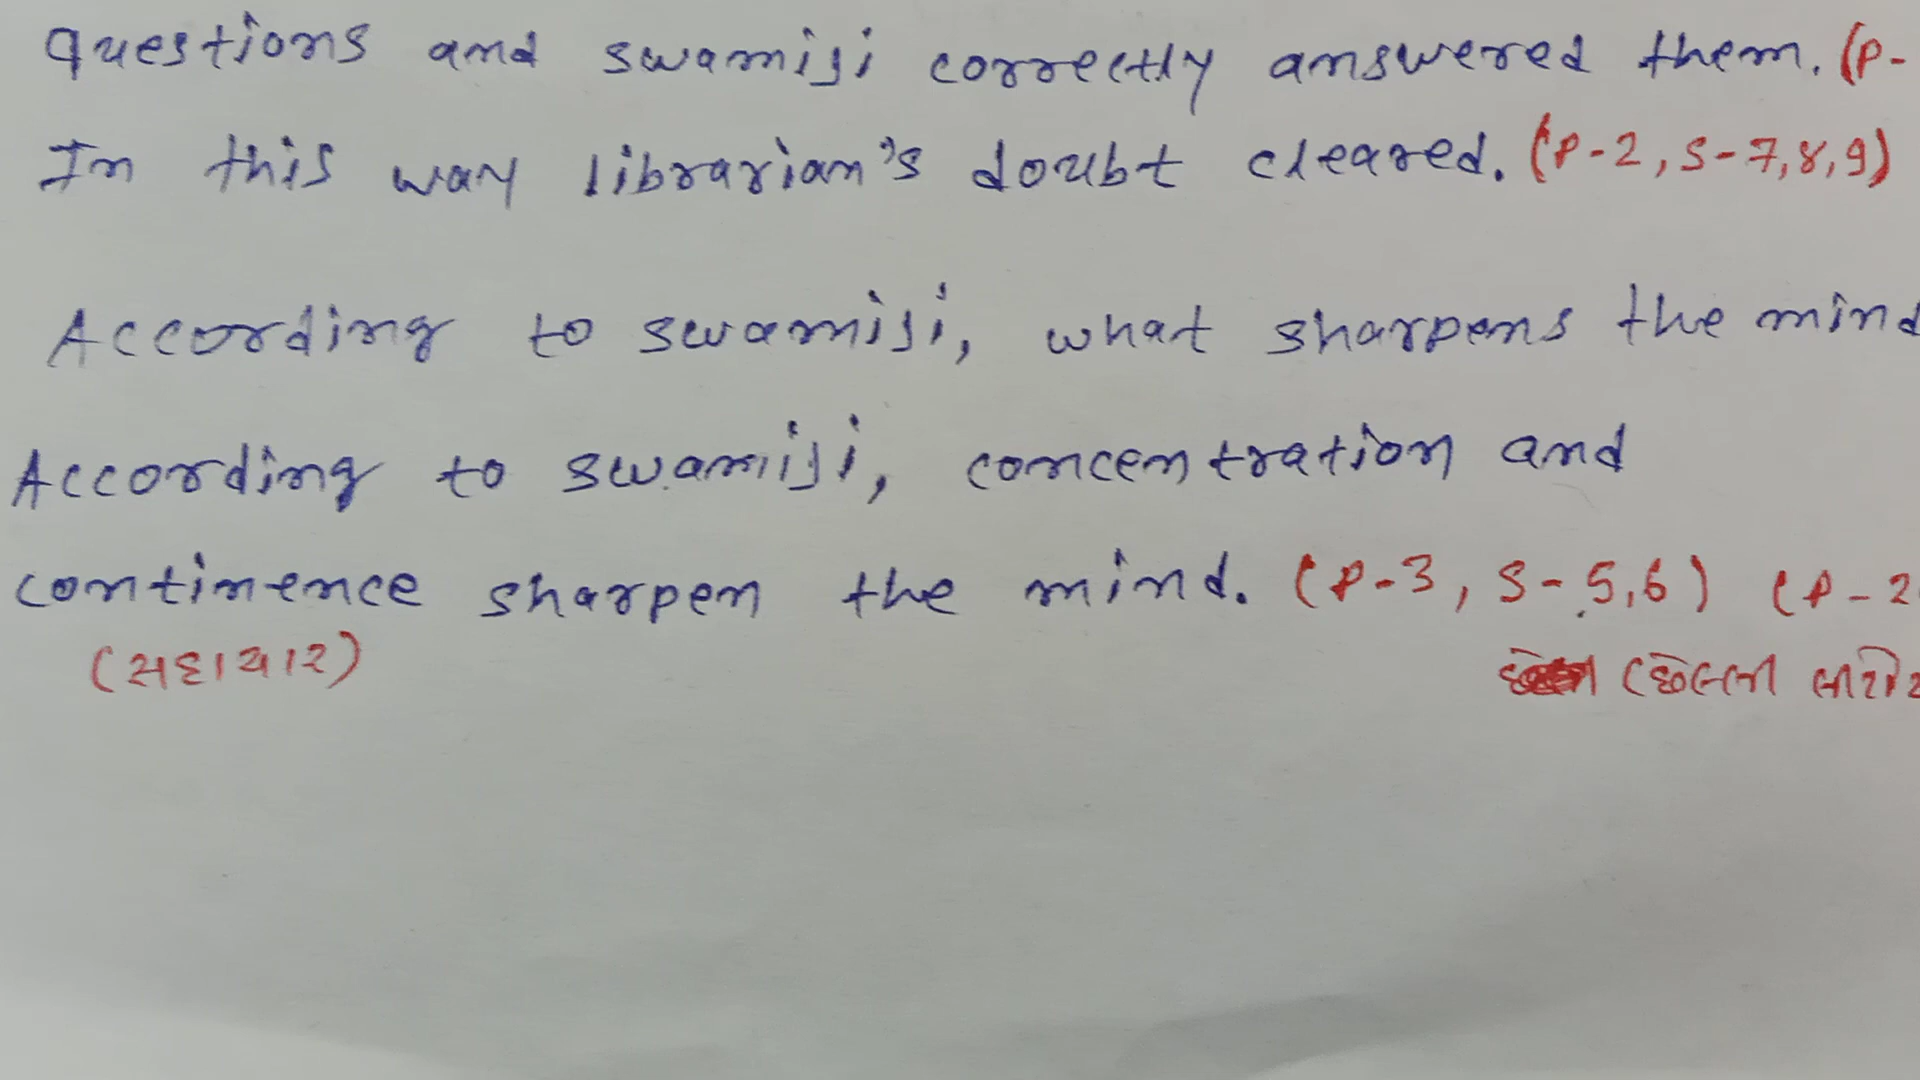 questions and swamiji correctly answered them. (P-
In this way librarian's doubt cleared. (P-2, S-7,8,9)
According to swamiji, what sharpens the mind
According to swamiji, concentration and
continence sharpen the mind. (P-3, S-5,6) (P-2
(સદાચાર) (છેલ્લી